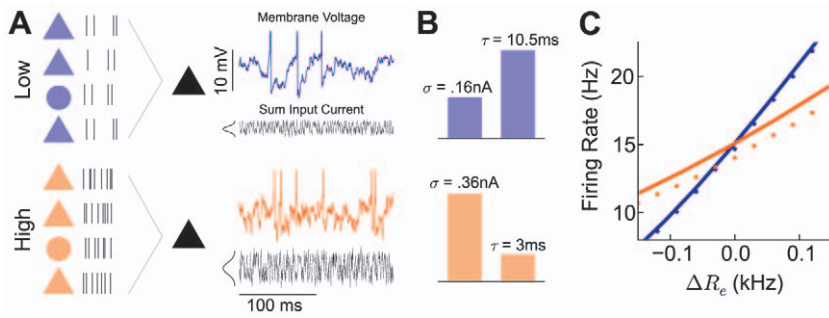 A
Low
High
Membrane Voltage
10 mV
Sum Input Current
100 ms
B
σ = .16nA
τ = 10.5ms
σ = .36nA
τ = 3ms
C
Firing Rate (Hz)
20
15
10
−0.1
0.0
0.1
ΔR_e (kHz)